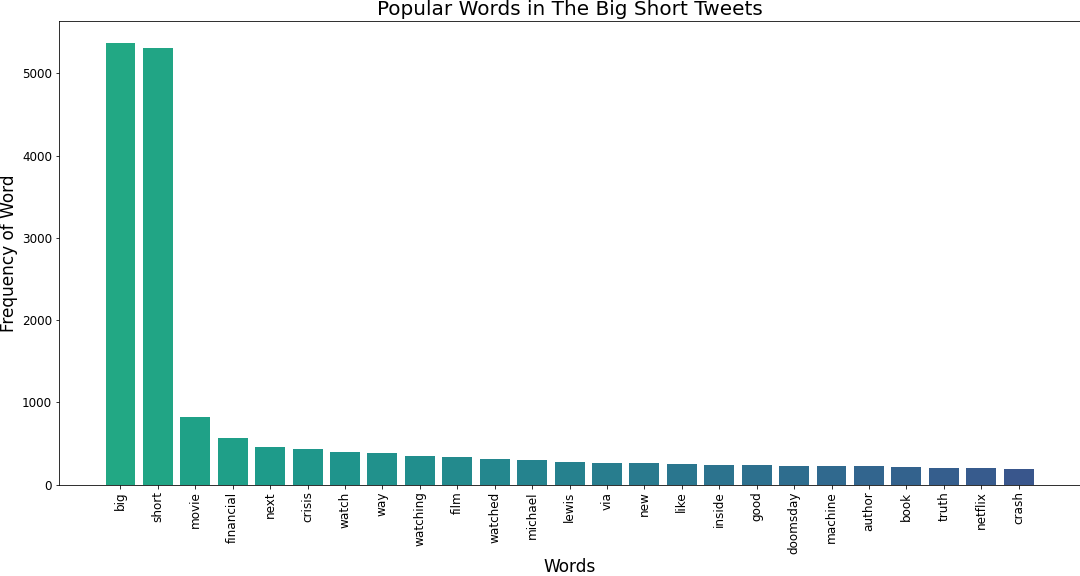 Popular Words in The Big Short Tweets
Frequency of Word
5000
4000
3000
2000
1000
0
big
short
movie
financial
next
crisis
watch
way
watching
film
watched
michael
lewis
via
new
like
inside
good
doomsday
machine
author
book
truth
netflix
crash
Words